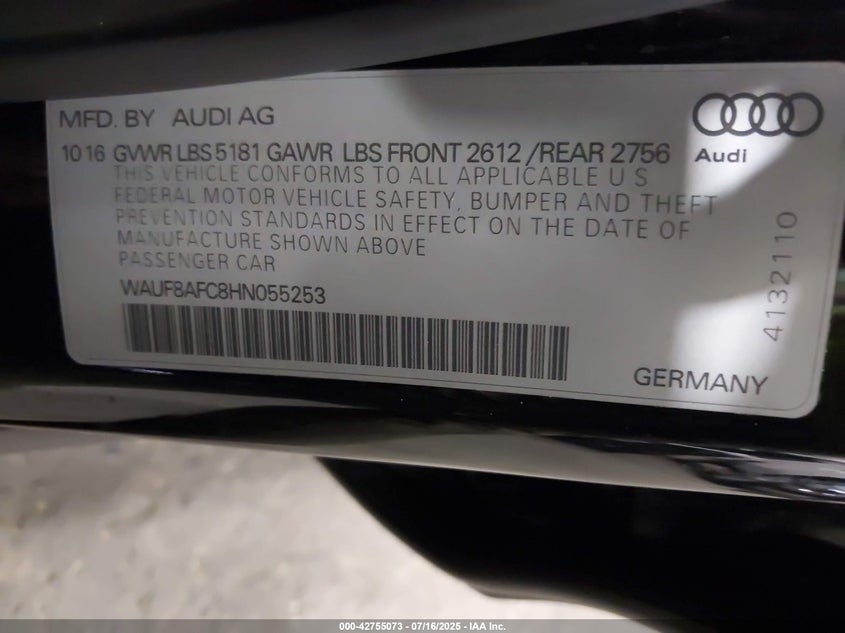 MFD. BY AUDI AG
Audi
10 16 GVWR LBS 5181 GAWR LBS FRONT 2612 / REAR 2756
THIS VEHICLE CONFORMS TO ALL APPLICABLE U S
FEDERAL MOTOR VEHICLE SAFETY, BUMPER AND THEFT
PREVENTION STANDARDS IN EFFECT ON THE DATE OF
MANUFACTURE SHOWN ABOVE
PASSENGER CAR
WAUF8AFC8HN055253
4132110
GERMANY
000-42755073 - 07/16/2025 - IAA Inc.